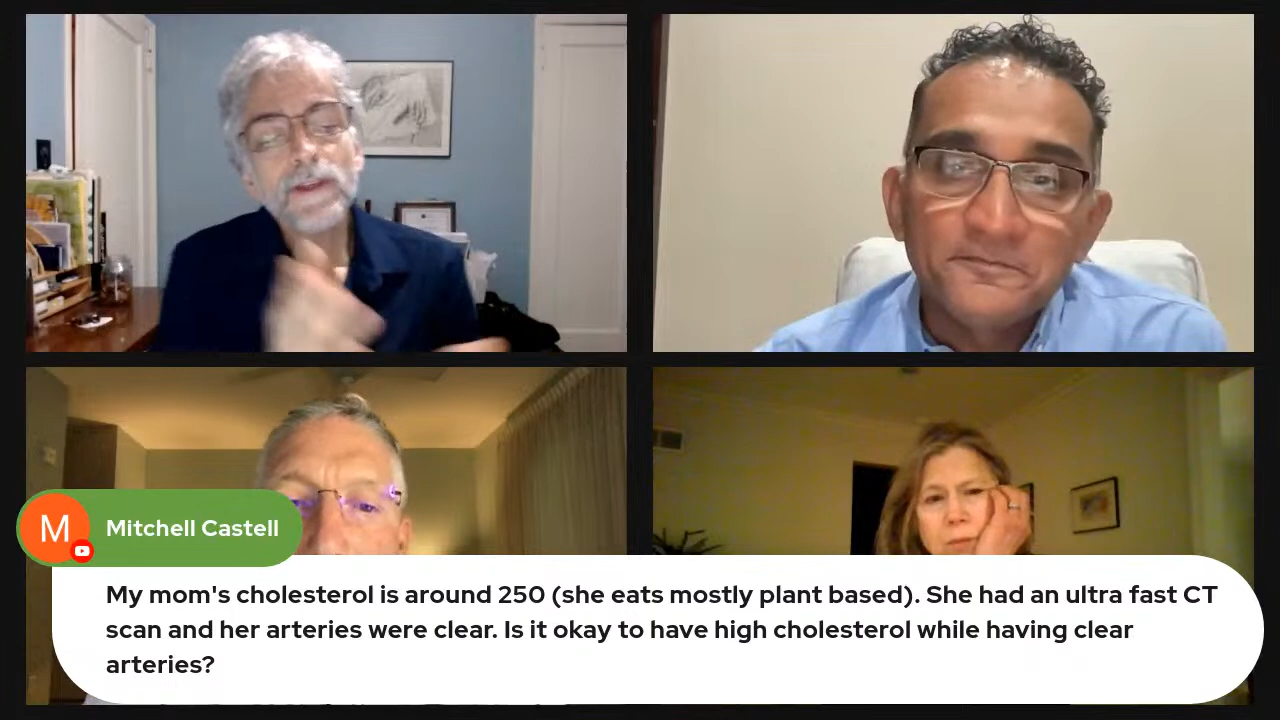 M
Mitchell Castell
My mom's cholesterol is around 250 (she eats mostly plant based). She had an ultra fast CT
scan and her arteries were clear. Is it okay to have high cholesterol while having clear
arteries?